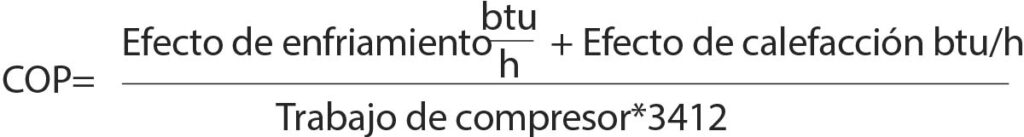 COP= Efecto de enfriamiento btu/h + Efecto de calefacción btu/h
Trabajo de compresor*3412